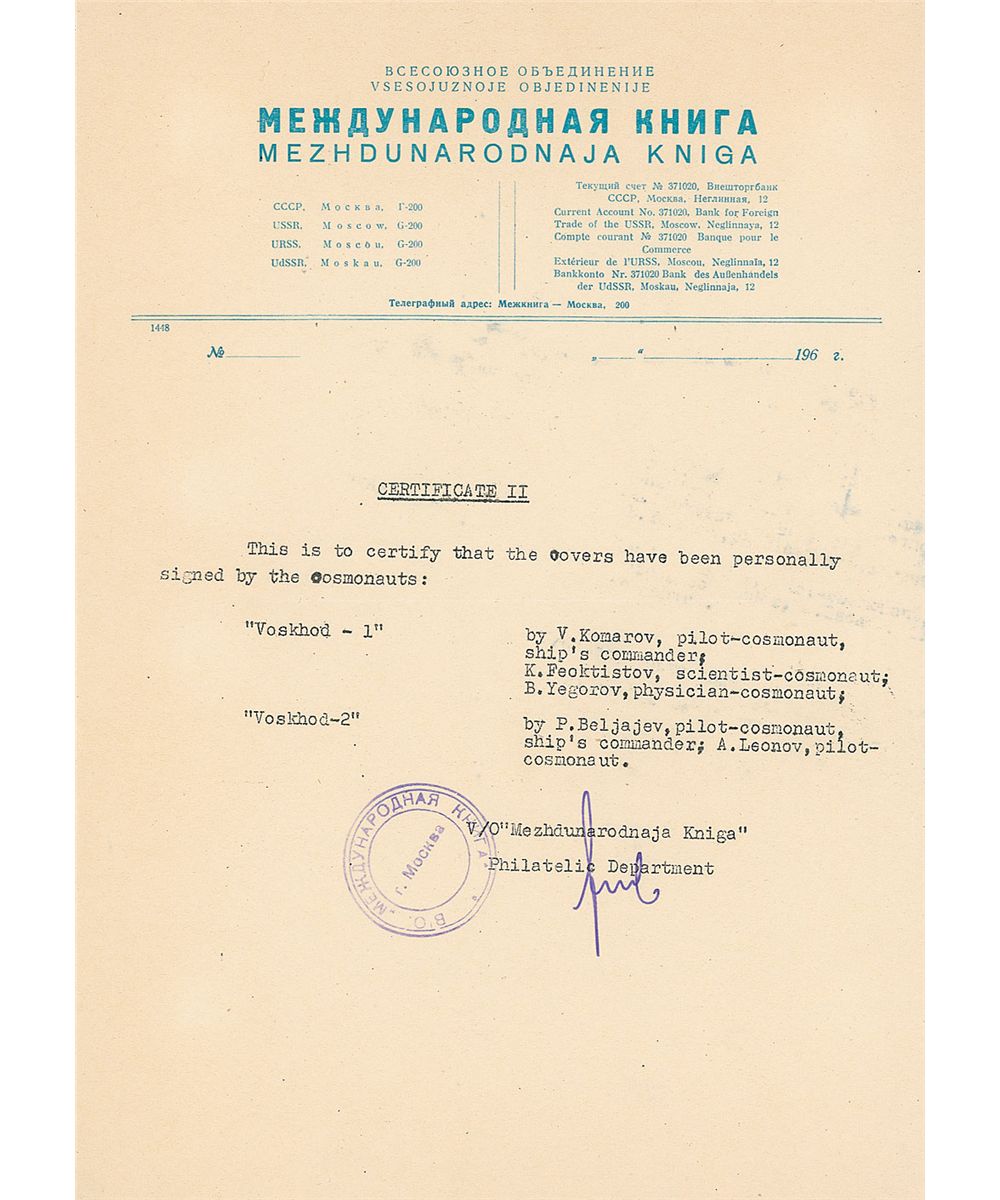 ВСЕСОЮЗНОЕ ОБЪЕДИНЕНИЕ
VSESOJUZNOJE OBJEDINENIJE
МЕЖДУНАРОДНАЯ КНИГА
MEZHDUNARODNAJA KNIGA
СССР, Москва, Г-200
USSR, Moscow, G-200
URSS, Moscou, G-200
UdSSR, Moskau, G-200
Текущий счет № 371020, Внешторгбанк
СССР, Москва, Неглинная, 12
Current Account No. 371020, Bank for Foreign
Trade of the USSR, Moscow, Neglinnaya, 12
Compte courant № 371020 Banque pour le
Commerce
Extérieur de l'URSS, Moscou, Neglinnaïa, 12
Bankkonto Nr. 371020 Bank des Außenhandels
der UdSSR, Moskau, Neglinnaja, 12
Телеграфный адрес: Межкнига — Москва, 200
1448
№ „ “ 196 г.
CERTIFICATE II
This is to certify that the covers have been personally
signed by the cosmonauts:
"Voskhod - 1"
by V.Komarov, pilot-cosmonaut,
ship's commander;
K.Feoktistov, scientist-cosmonaut;
B.Yegorov,physician-cosmonaut;
"Voskhod-2"
by P.Beljajev,pilot-cosmonaut,
ship's commander; A.Leonov,pilot-
cosmonaut.
V/O"Mezhdunarodnaja Kniga"
Philatelic Department
В/О „МЕЖДУНАРОДНАЯ КНИГА"
г. Москва